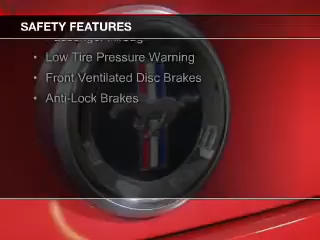 SAFETY FEATURES
• Low Tire Pressure Warning
• Front Ventilated Disc Brakes
• Anti-Lock Brakes